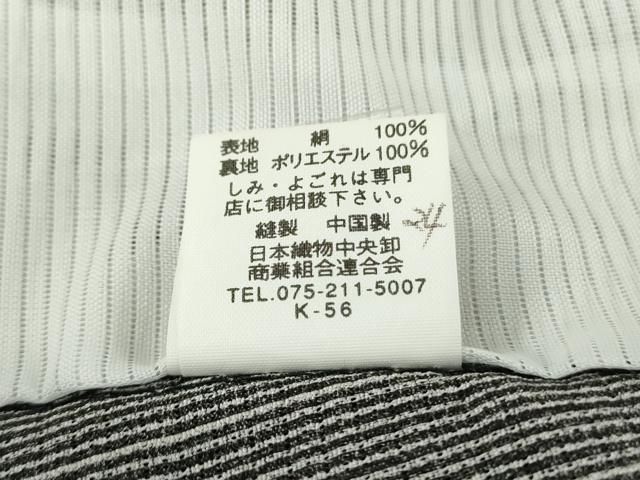 表地 絹 100%
裏地 ポリエステル 100%
しみ・よごれは専門
店に御相談下さい。
縫製 中国製
日本織物中央卸
商業組合連合会
TEL.075-211-5007
K-56